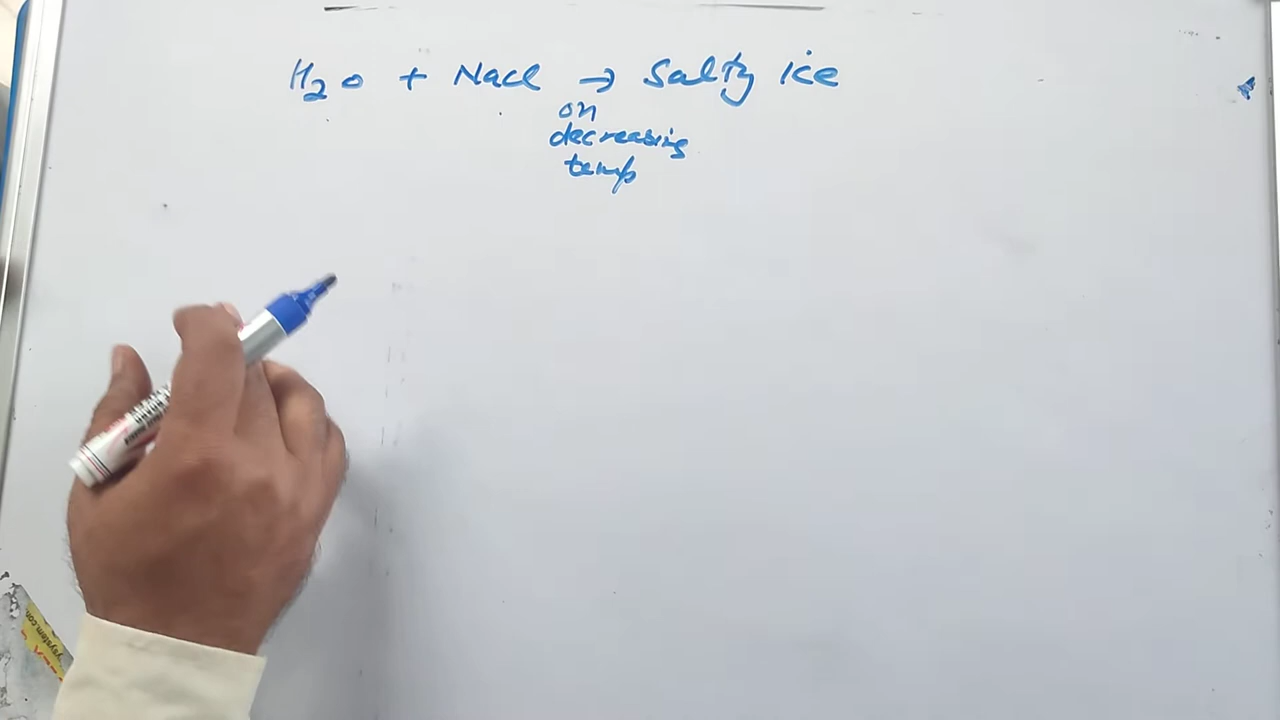 H2O + NaCl → Salty ice
on
decreasing
temp